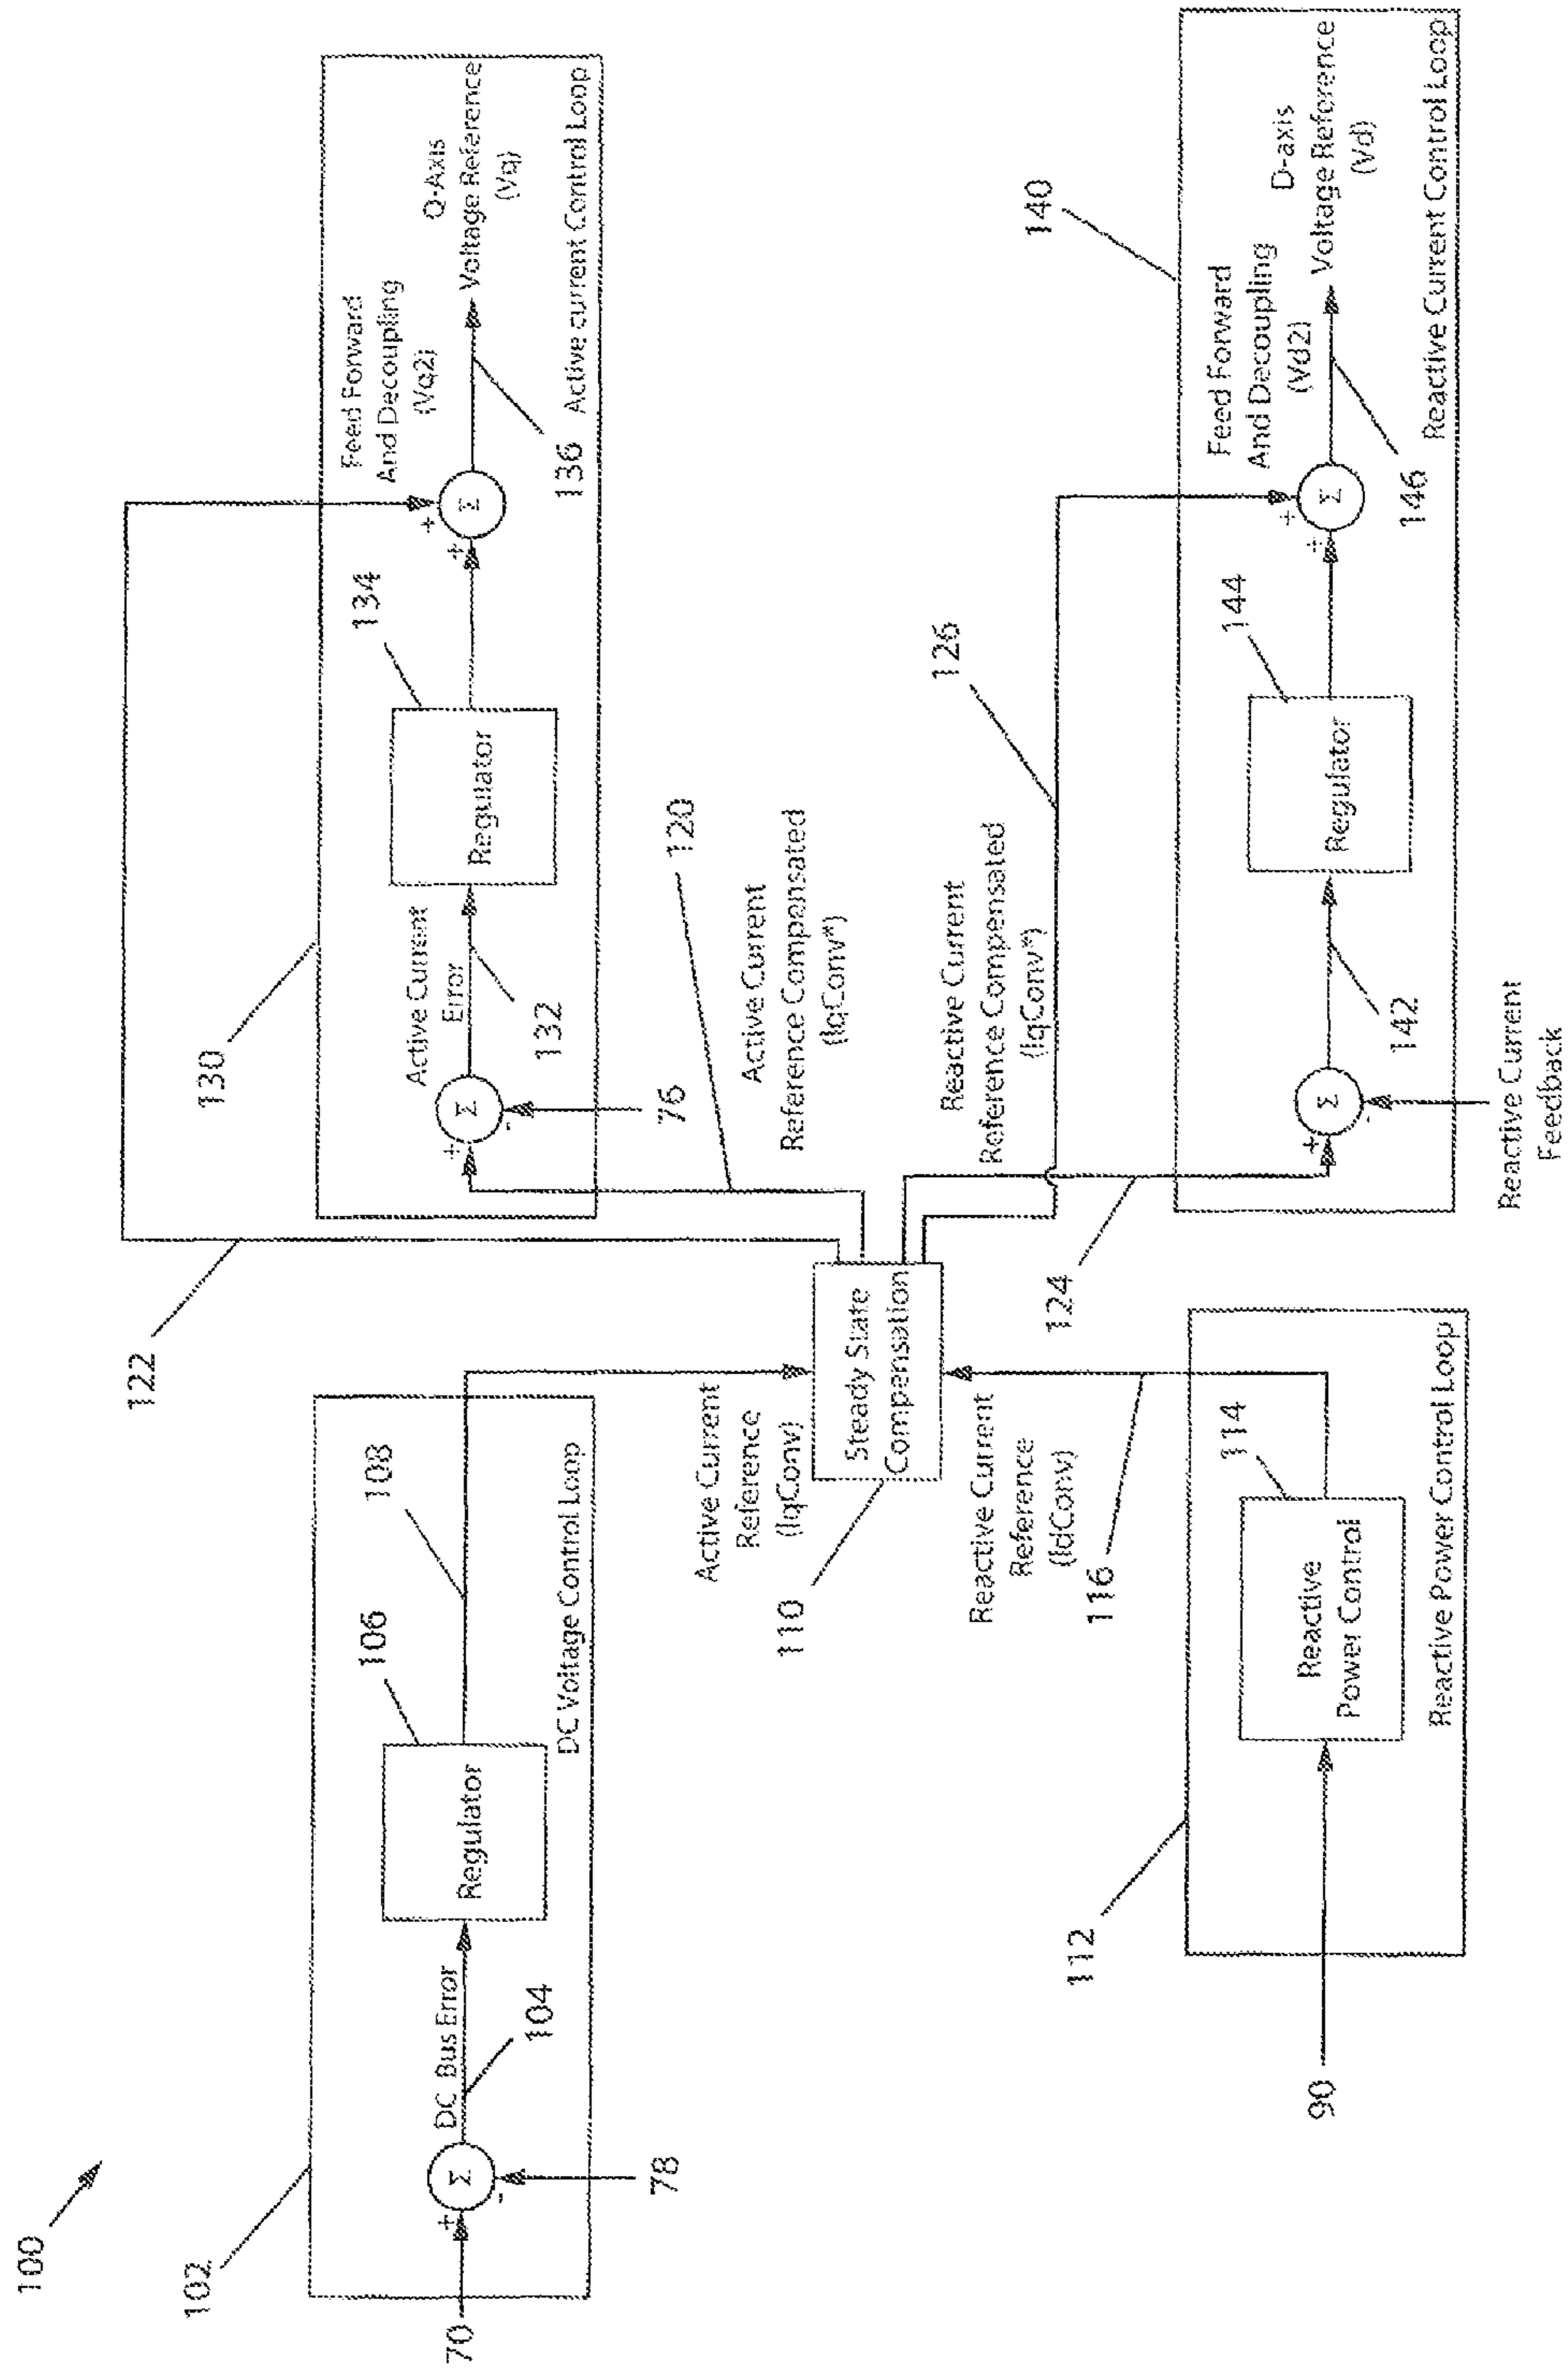 100
102
70
+
Σ
-
78
DC Bus Error
104
Regulator
106
108
DC Voltage Control Loop
122
Active Current
Reference
(IqConv)
110
Steady State
Compensation
Reactive Current
Reference
(IdConv)
116
112
90
Reactive
Power Control
114
Reactive Power Control Loop
130
+
Σ
-
76
Active Current
Error
132
Regulator
134
+
+
Σ
Feed Forward
And Decoupling
(Vq2)
136
Q-Axis
Voltage Reference
(Vq)
Active current Control Loop
120
Active Current
Reference Compensated
(IqConv*)
Reactive Current
Reference Compensated
(IqConv*)
126
124
140
+
Σ
-
Reactive Current
Feedback
142
Regulator
144
+
+
Σ
Feed Forward
And Decoupling
(Vd2)
146
D-axis
Voltage Reference
(Vd)
Reactive Current Control Loop